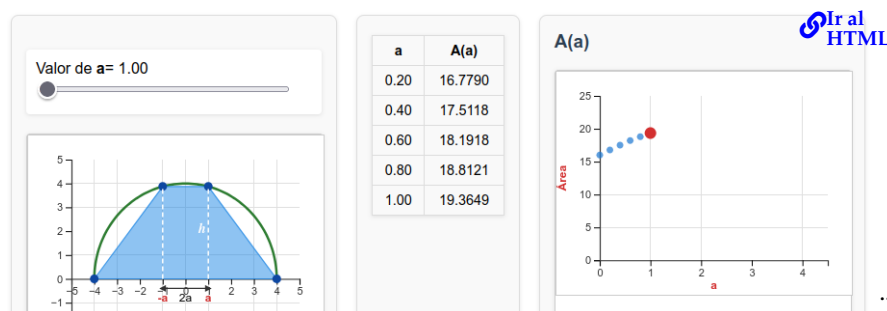 Valor de a= 1.00
5
4
3
2
1
0
−1
−5 −4 −3 −2 −1 0 1 2 3 4 5
h
-a 2a a
a A(a)
0.20 16.7790
0.40 17.5118
0.60 18.1918
0.80 18.8121
1.00 19.3649
A(a)
Ir al
HTML
25
20
15
10
5
0
0 1 2 3 4
Área
a
..